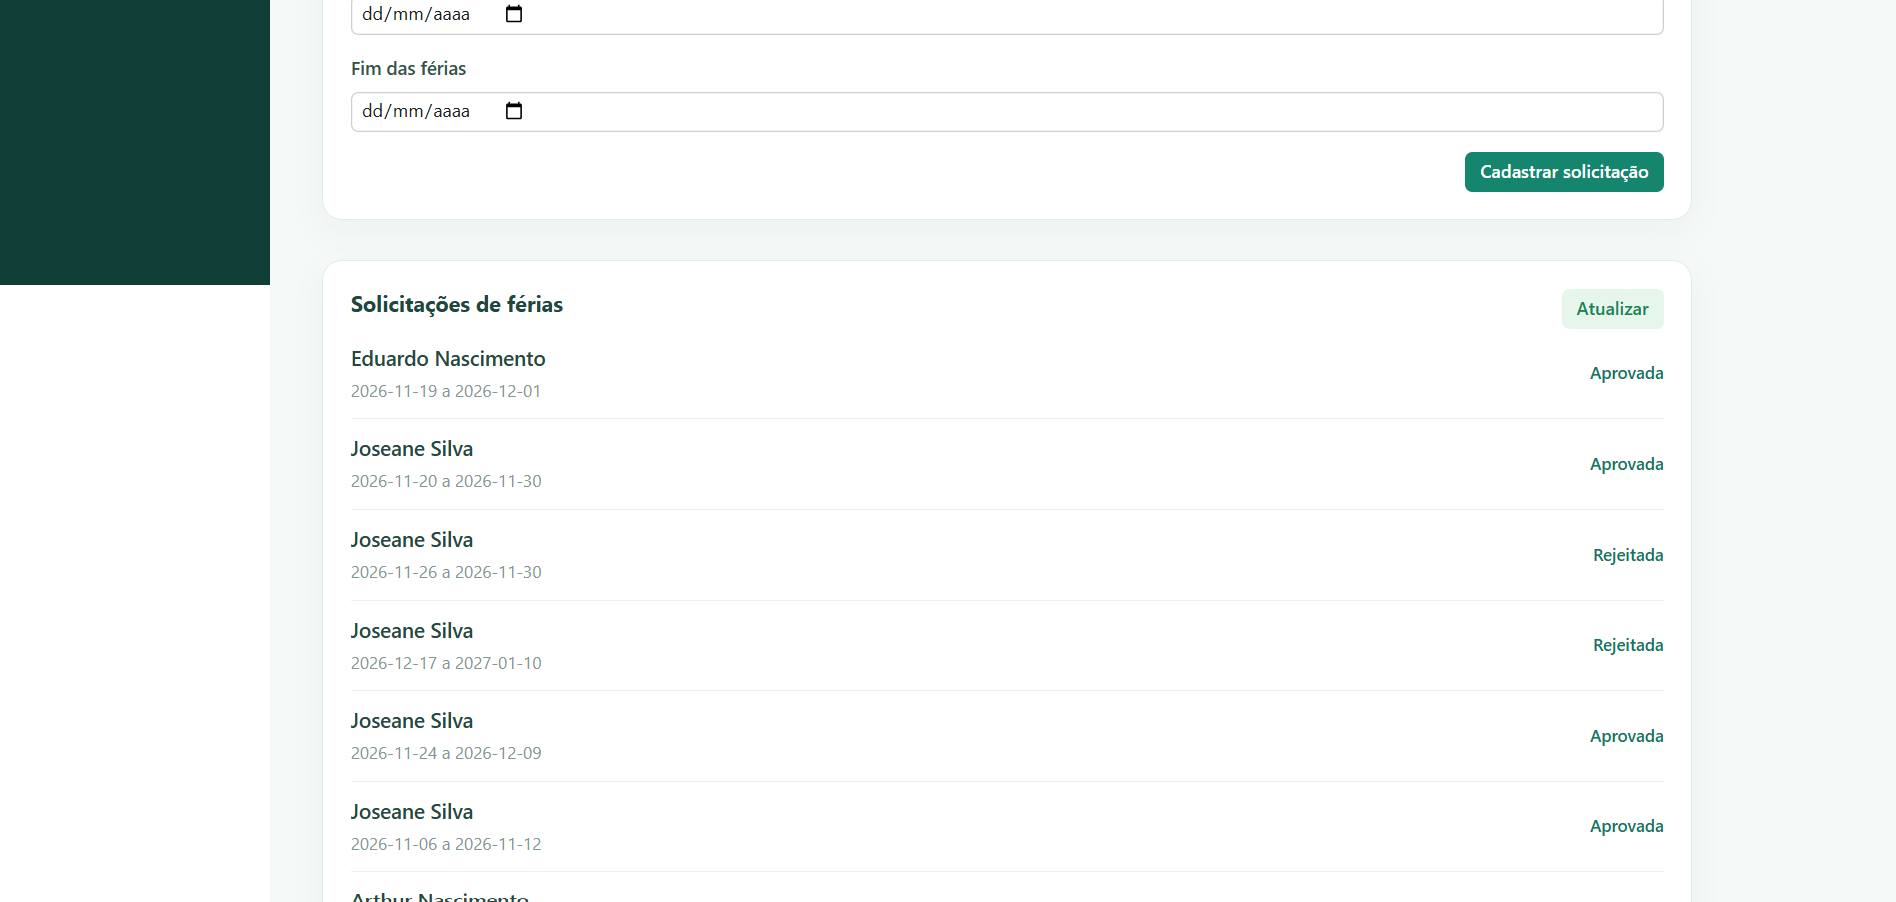 dd/mm/aaaa
Fim das férias
dd/mm/aaaa
Cadastrar solicitação
Solicitações de férias
Atualizar
Eduardo Nascimento
2026-11-19 a 2026-12-01
Aprovada
Joseane Silva
2026-11-20 a 2026-11-30
Aprovada
Joseane Silva
2026-11-26 a 2026-11-30
Rejeitada
Joseane Silva
2026-12-17 a 2027-01-10
Rejeitada
Joseane Silva
2026-11-24 a 2026-12-09
Aprovada
Joseane Silva
2026-11-06 a 2026-11-12
Aprovada
Arthur Nascimento